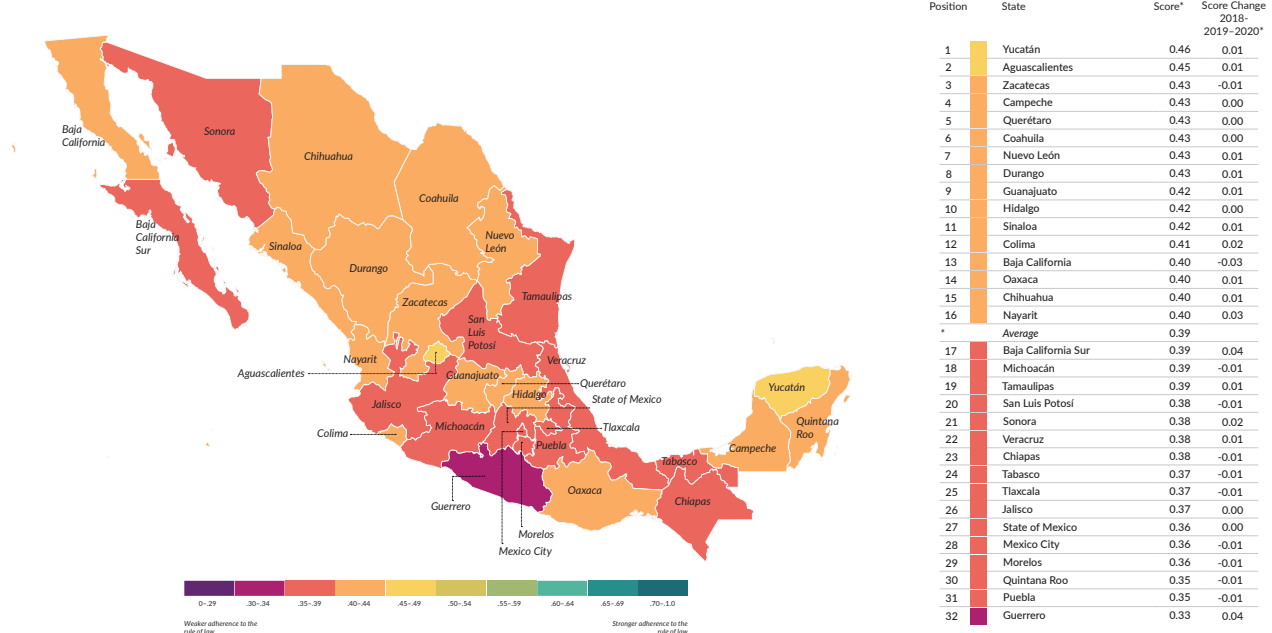 Baja
California
Sonora
Chihuahua
Coahuila
Baja
California
Sur
Sinaloa
Nuevo
León
Durango
Zacatecas
Tamaulipas
San
Luis
Potosí
Nayarit
Aguascalientes
Guanajuato
Veracruz
Querétaro
Hidalgo
State of Mexico
Jalisco
Colima
Michoacán
Tlaxcala
Puebla
Yucatán
Quintana
Roo
Campeche
Tabasco
Guerrero
Oaxaca
Chiapas
Morelos
Mexico City
0–.29 .30–.34 .35–.39 .40–.44 .45–.49 .50–.54 .55–.59 .60–.64 .65–.69 .70–1.0
Weaker adherence to the
rule of law
Stronger adherence to the
rule of law
Position State Score* Score Change
2018-
2019–2020*
1 Yucatán 0.46 0.01
2 Aguascalientes 0.45 0.01
3 Zacatecas 0.43 -0.01
4 Campeche 0.43 0.00
5 Querétaro 0.43 0.00
6 Coahuila 0.43 0.00
7 Nuevo León 0.43 0.01
8 Durango 0.43 0.01
9 Guanajuato 0.42 0.01
10 Hidalgo 0.42 0.00
11 Sinaloa 0.42 0.01
12 Colima 0.41 0.02
13 Baja California 0.40 -0.03
14 Oaxaca 0.40 0.01
15 Chihuahua 0.40 0.01
16 Nayarit 0.40 0.03
* Average 0.39
17 Baja California Sur 0.39 0.04
18 Michoacán 0.39 -0.01
19 Tamaulipas 0.39 0.01
20 San Luis Potosí 0.38 -0.01
21 Sonora 0.38 0.02
22 Veracruz 0.38 0.01
23 Chiapas 0.38 -0.01
24 Tabasco 0.37 -0.01
25 Tlaxcala 0.37 -0.01
26 Jalisco 0.37 0.00
27 State of Mexico 0.36 0.00
28 Mexico City 0.36 -0.01
29 Morelos 0.36 -0.01
30 Quintana Roo 0.35 -0.01
31 Puebla 0.35 -0.01
32 Guerrero 0.33 0.04